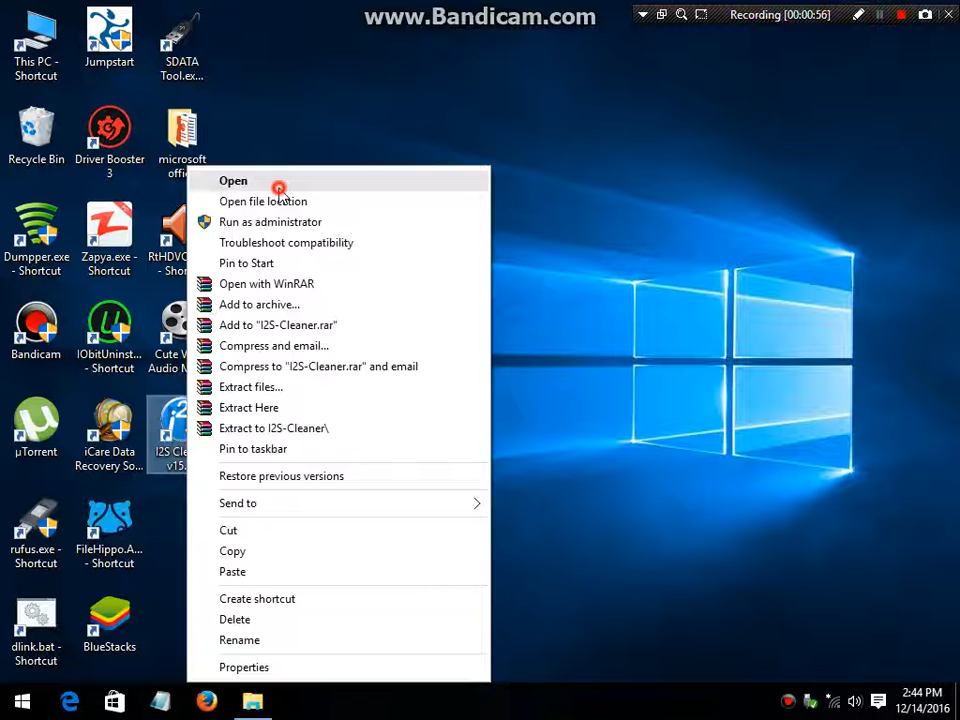 www.Bandicam.com
Recording [00:00:56]
This PC -
Shortcut
Jumpstart
SDATA
Tool.ex...
Recycle Bin
Driver Booster
3
microsoft
offi...
Dumpper.exe
- Shortcut
Zapya.exe -
Shortcut
RtHDVC
- Sho
Bandicam
IObitUninst...
- Shortcut
Cute V
Audio M
µTorrent
iCare Data
Recovery So...
I2S Cle
v15.
rufus.exe -
Shortcut
FileHippo.A...
- Shortcut
dlink.bat -
Shortcut
BlueStacks
Open
Open file location
Run as administrator
Troubleshoot compatibility
Pin to Start
Open with WinRAR
Add to archive...
Add to "I2S-Cleaner.rar"
Compress and email...
Compress to "I2S-Cleaner.rar" and email
Extract files...
Extract Here
Extract to I2S-Cleaner\
Pin to taskbar
Restore previous versions
Send to
Cut
Copy
Paste
Create shortcut
Delete
Rename
Properties
2:44 PM
12/14/2016